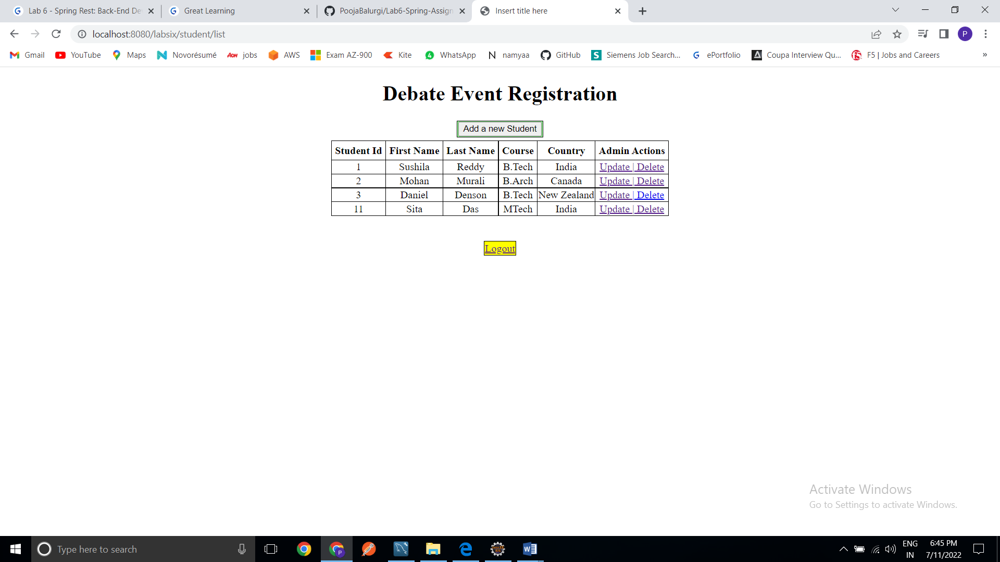 Lab 6 - Spring Rest: Back-End De
Great Learning
PoojaBalurgi/Lab6-Spring-Assign
Insert title here
localhost:8080/labsix/student/list
P
Gmail
YouTube
Maps
Novorésumé
jobs
AWS
Exam AZ-900
Kite
WhatsApp
namyaa
GitHub
Siemens Job Search...
ePortfolio
Coupa Interview Qu...
F5 | Jobs and Careers
»
Debate Event Registration
Add a new Student
Student Id First Name Last Name Course Country Admin Actions
1 Sushila Reddy B.Tech India Update | Delete
2 Mohan Murali B.Arch Canada Update | Delete
3 Daniel Denson B.Tech New Zealand Update | Delete
11 Sita Das MTech India Update | Delete
Logout
Activate Windows
Go to Settings to activate Windows.
Type here to search
ENG
IN
6:45 PM
7/11/2022